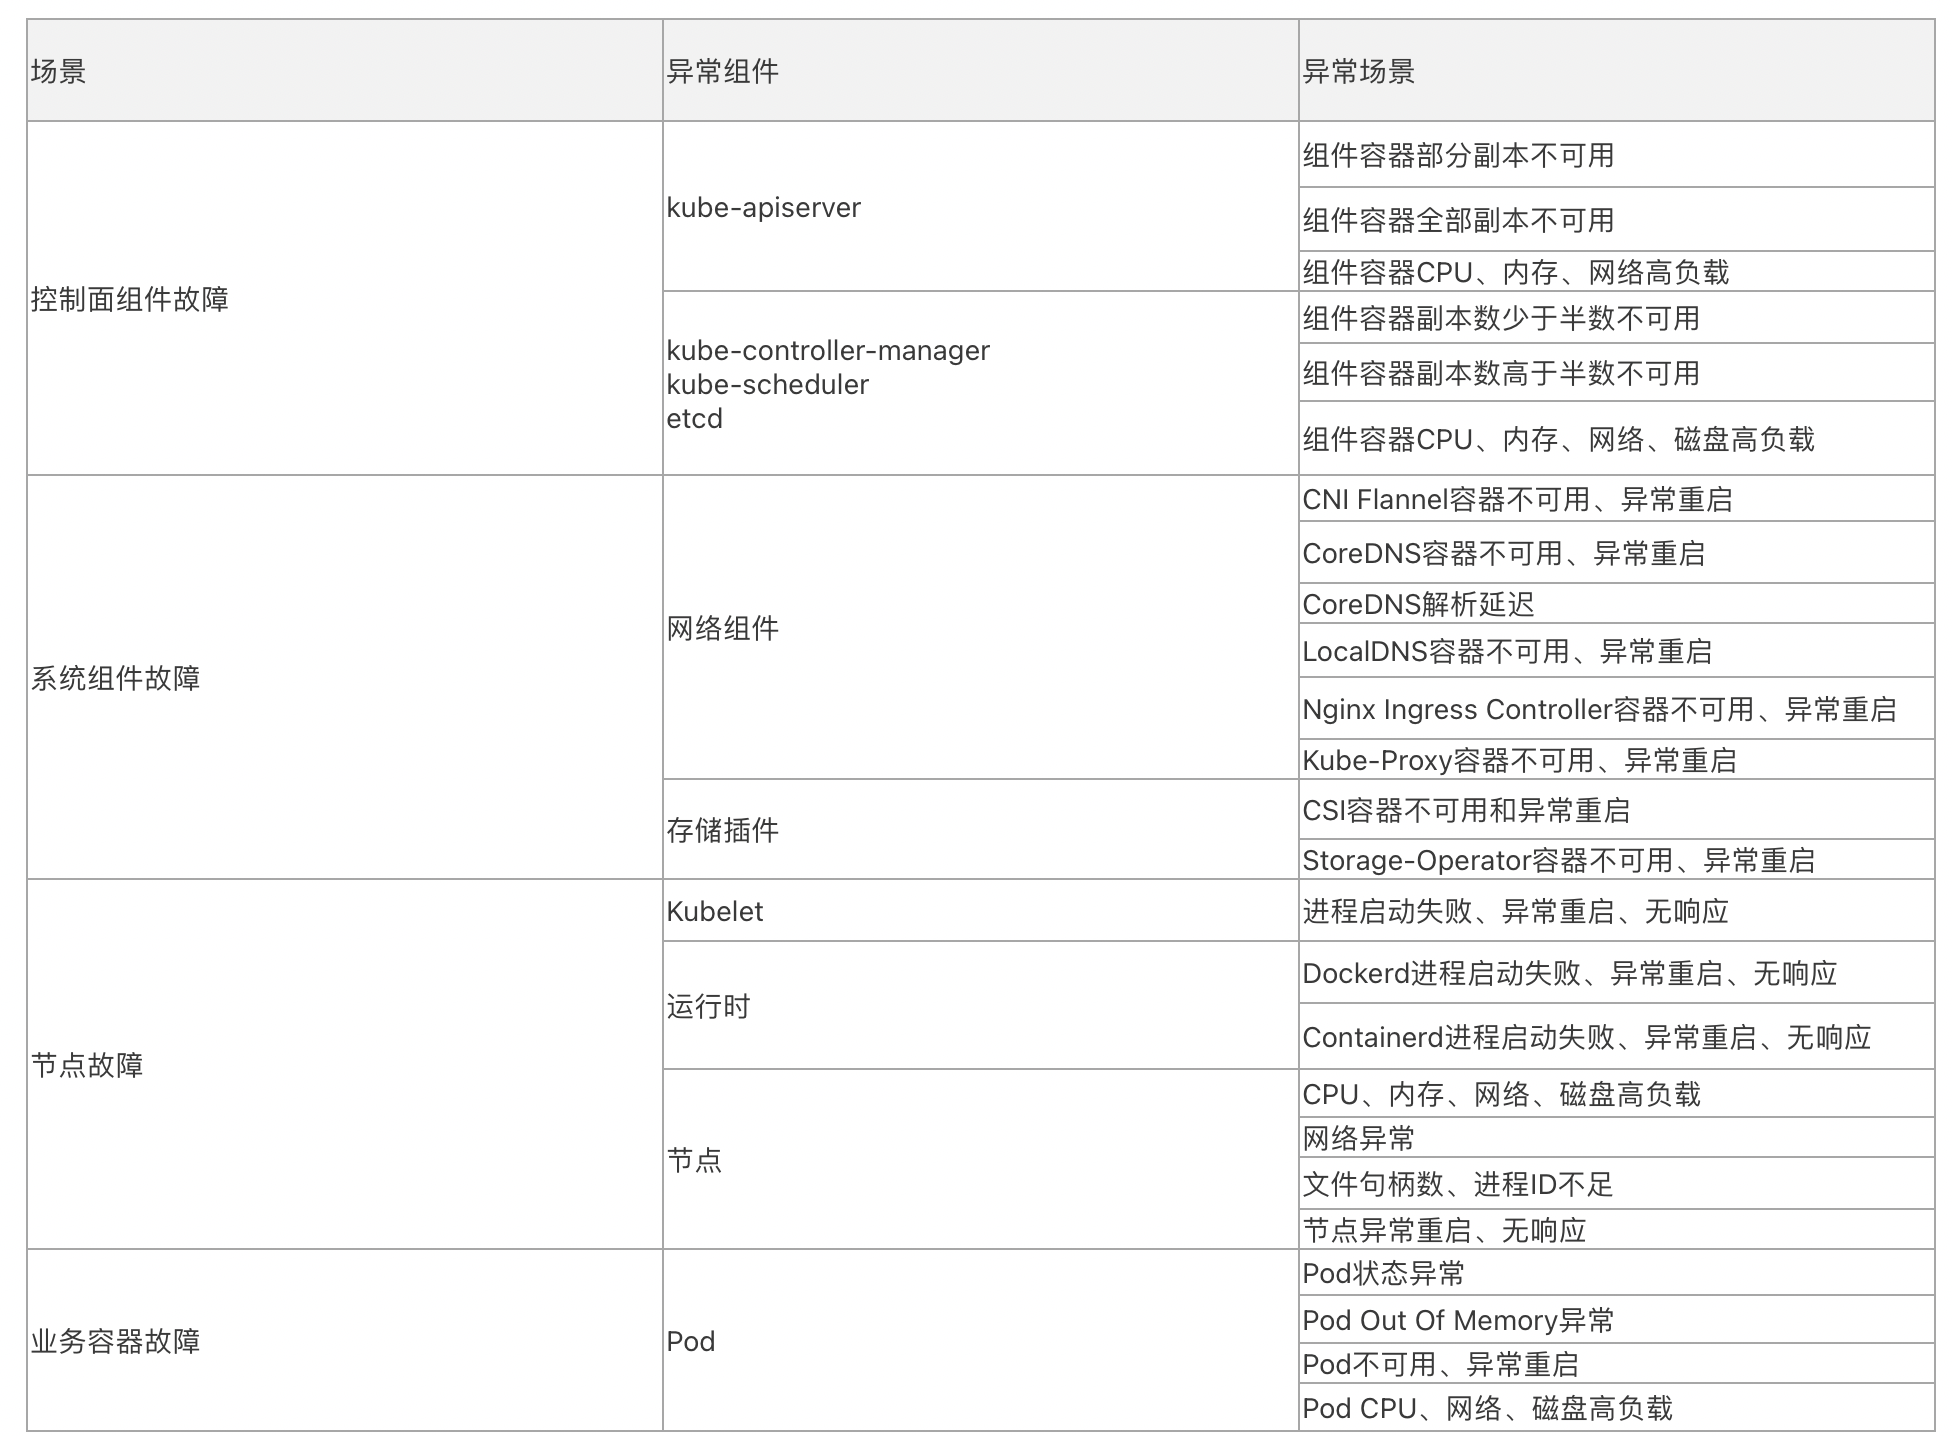 场景
异常组件
异常场景
控制面组件故障
kube-apiserver
组件容器部分副本不可用
组件容器全部副本不可用
组件容器CPU、内存、网络高负载
kube-controller-manager
kube-scheduler
etcd
组件容器副本数少于半数不可用
组件容器副本数高于半数不可用
组件容器CPU、内存、网络、磁盘高负载
系统组件故障
网络组件
CNI Flannel容器不可用、异常重启
CoreDNS容器不可用、异常重启
CoreDNS解析延迟
LocalDNS容器不可用、异常重启
Nginx Ingress Controller容器不可用、异常重启
Kube-Proxy容器不可用、异常重启
存储插件
CSI容器不可用和异常重启
Storage-Operator容器不可用、异常重启
节点故障
Kubelet
进程启动失败、异常重启、无响应
运行时
Dockerd进程启动失败、异常重启、无响应
Containerd进程启动失败、异常重启、无响应
节点
CPU、内存、网络、磁盘高负载
网络异常
文件句柄数、进程ID不足
节点异常重启、无响应
业务容器故障
Pod
Pod状态异常
Pod Out Of Memory异常
Pod不可用、异常重启
Pod CPU、网络、磁盘高负载